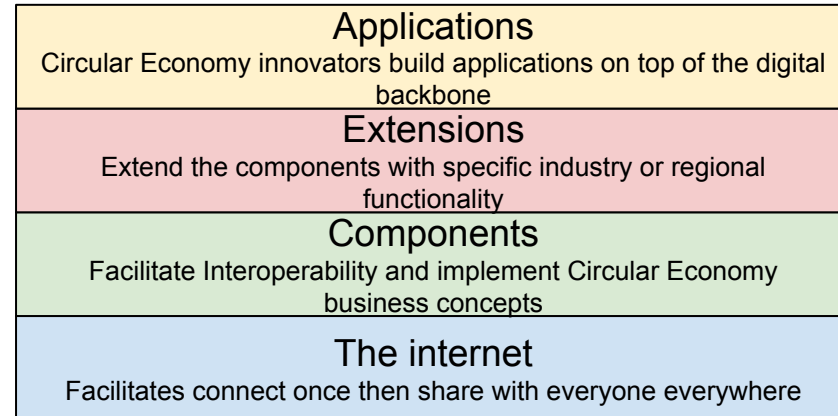 Applications
Circular Economy innovators build applications on top of the digital
backbone
Extensions
Extend the components with specific industry or regional
functionality
Components
Facilitate Interoperability and implement Circular Economy
business concepts
The internet
Facilitates connect once then share with everyone everywhere